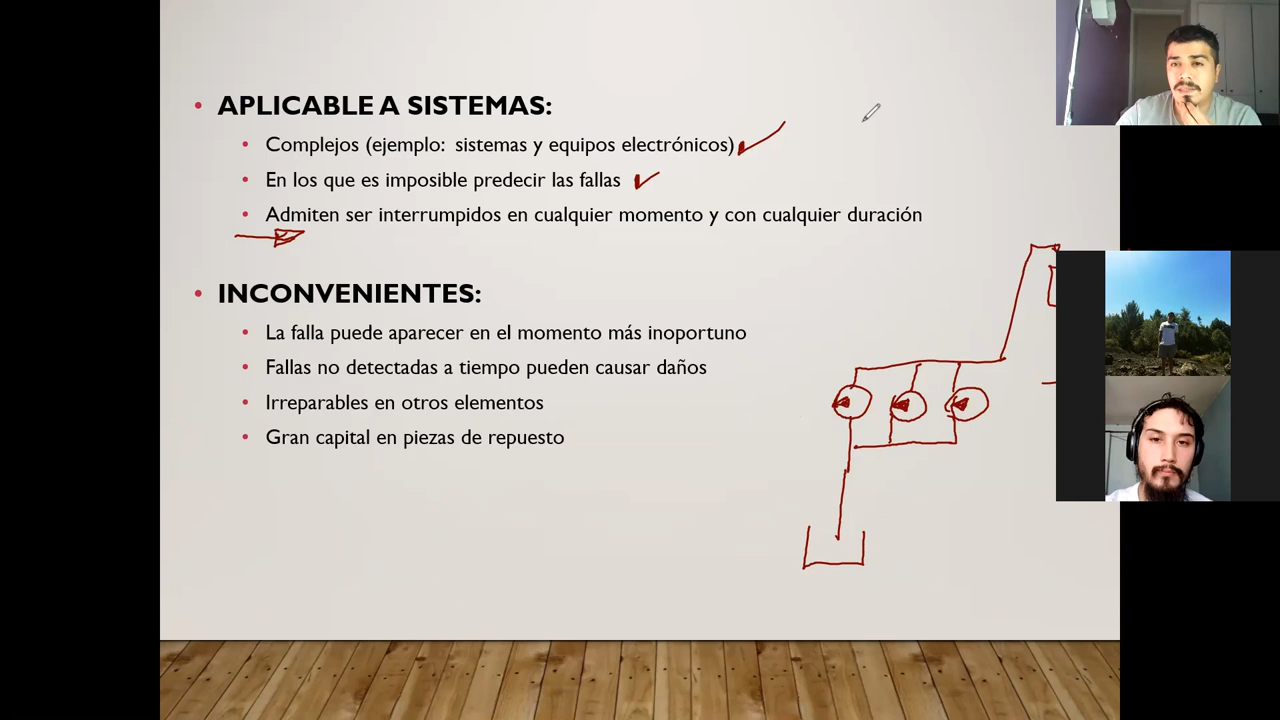 APLICABLE A SISTEMAS:
Complejos (ejemplo: sistemas y equipos electrónicos)
En los que es imposible predecir las fallas
Admiten ser interrumpidos en cualquier momento y con cualquier duración
INCONVENIENTES:
La falla puede aparecer en el momento más inoportuno
Fallas no detectadas a tiempo pueden causar daños
Irreparables en otros elementos
Gran capital en piezas de repuesto